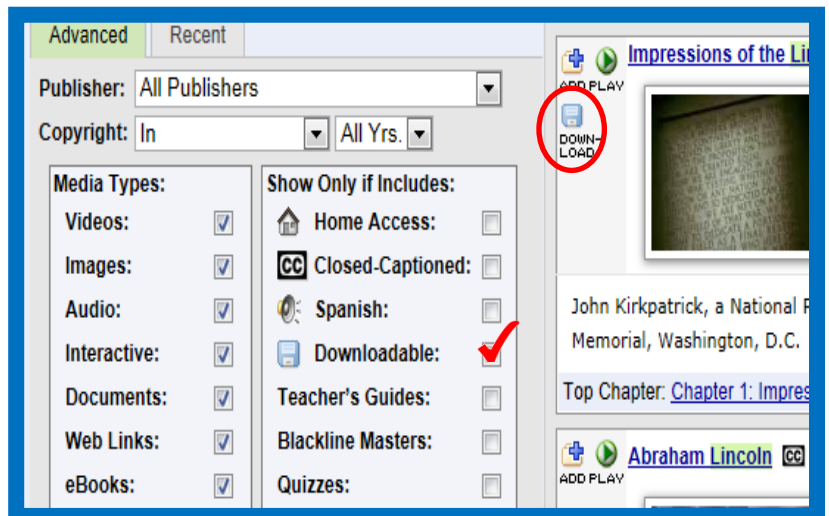 Advanced Recent
Publisher: All Publishers
Copyright: In All Yrs.
Media Types:
Videos:
Images:
Audio:
Interactive:
Documents:
Web Links:
eBooks:
Show Only if Includes:
Home Access:
CC Closed-Captioned:
Spanish:
Downloadable:
Teacher's Guides:
Blackline Masters:
Quizzes:
Impressions of the
ADD PLAY
DOWN-
LOAD
John Kirkpatrick, a National
Memorial, Washington, D.C.
Top Chapter: Chapter 1:
Abraham Lincoln CC
ADD PLAY